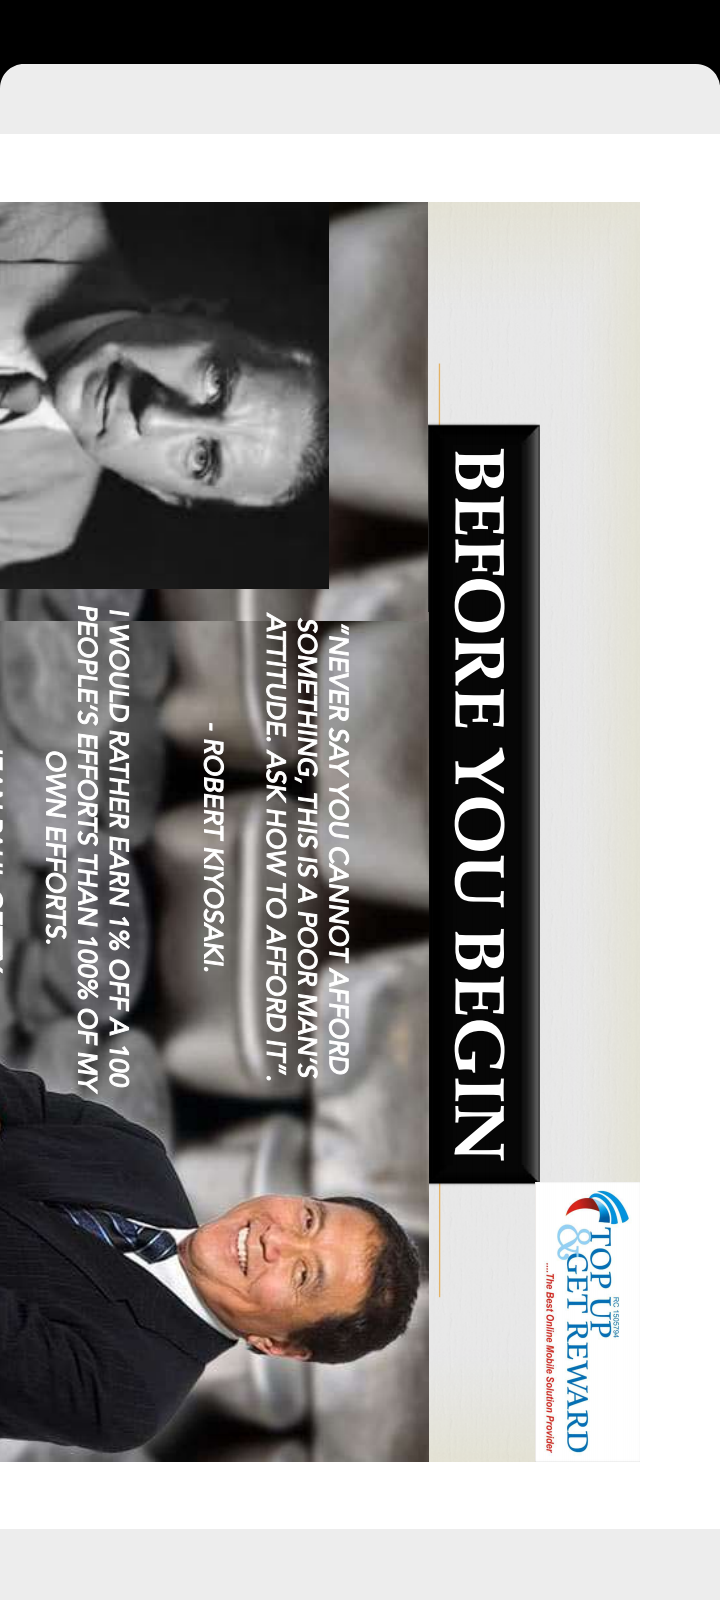 RC 1505794
TOP UP
& GET REWARD
....The Best Online Mobile Solution Provider
BEFORE YOU BEGIN
"NEVER SAY YOU CANNOT AFFORD
SOMETHING, THIS IS A POOR MAN'S
ATTITUDE. ASK HOW TO AFFORD IT".
- ROBERT KIYOSAKI.
I WOULD RATHER EARN 1% OFF A 100
PEOPLE'S EFFORTS THAN 100% OF MY
OWN EFFORTS.